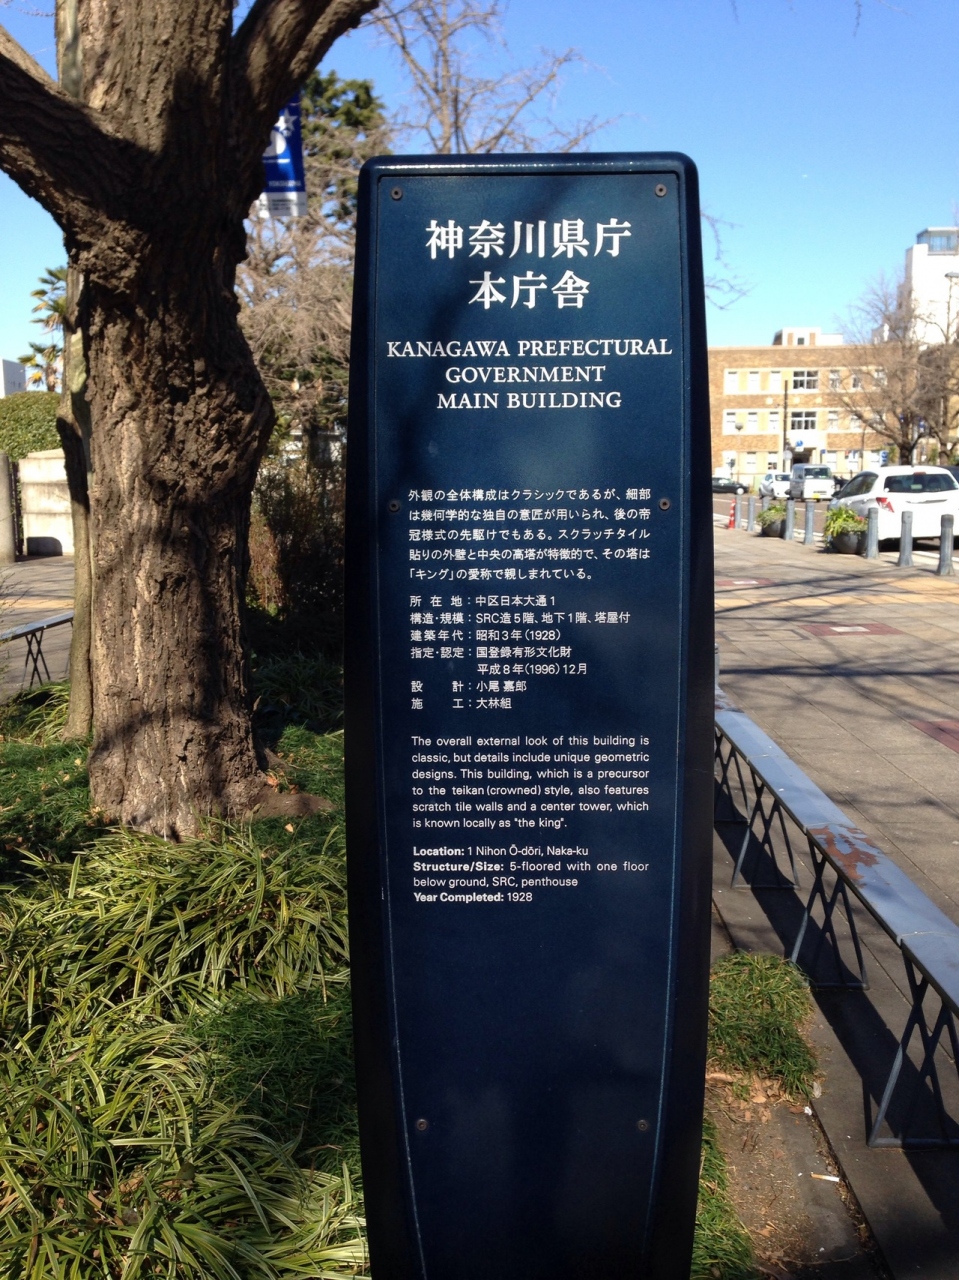 神奈川県庁
本庁舎
KANAGAWA PREFECTURAL
GOVERNMENT
MAIN BUILDING
外観の全体構成はクラシックであるが、細部
は幾何学的な独自の意匠が用いられ、後の帝
冠様式の先駆けでもある。スクラッチタイル
貼りの外壁と中央の高塔が特徴的で、その塔は
「キング」の愛称で親しまれている。
所在地：中区日本大通1
構造・規模：SRC造5階、地下1階、塔屋付
建築年代：昭和3年(1928)
指定・認定：国登録有形文化財
平成8年(1996)12月
設計：小尾 嘉郎
施工：大林組
The overall external look of this building is
classic, but details include unique geometric
designs. This building, which is a precursor
to the teikan (crowned) style, also features
scratch tile walls and a center tower, which
is known locally as "the king".
Location: 1 Nihon Ō-dōri, Naka-ku
Structure/Size: 5-floored with one floor
below ground, SRC, penthouse
Year Completed: 1928